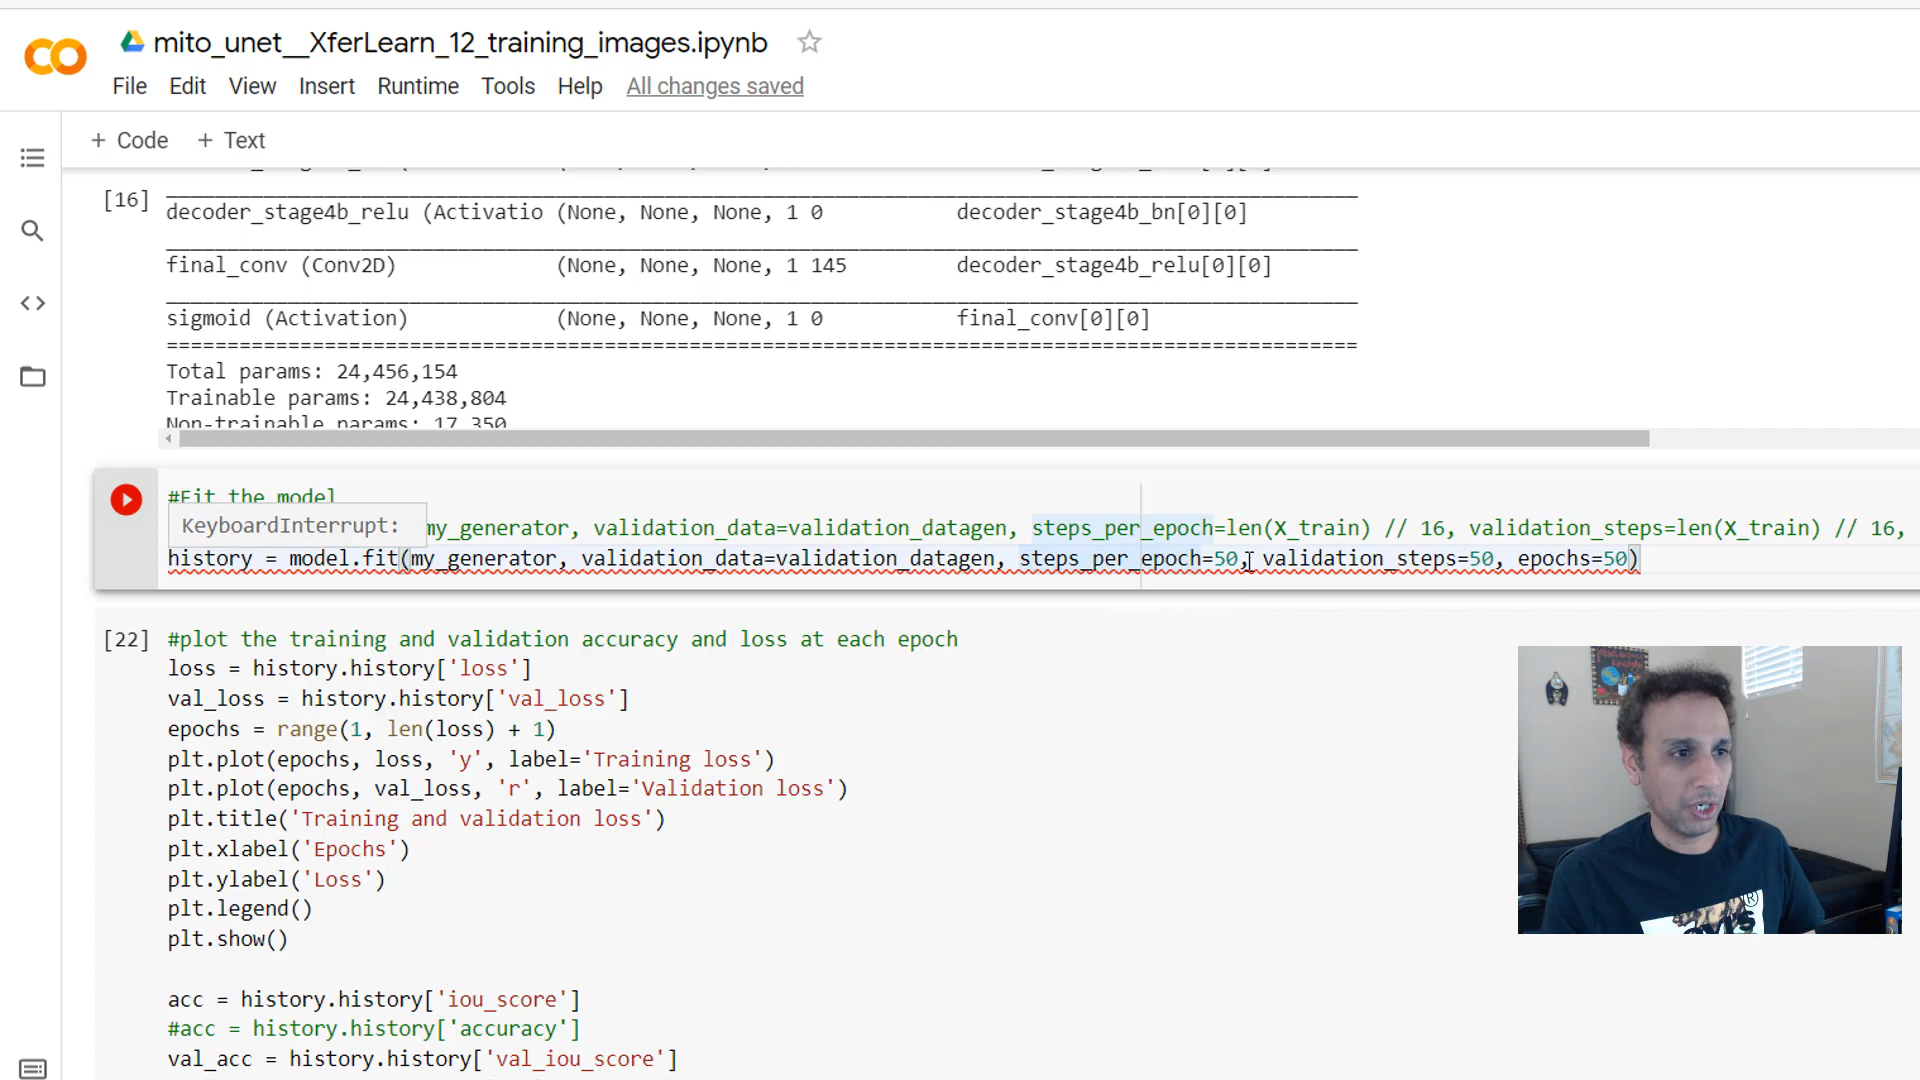 mito_unet__XferLearn_12_training_images.ipynb
File Edit View Insert Runtime Tools Help All changes saved
+ Code + Text
[16]
decoder_stage4b_relu (Activatio (None, None, None, 1 0 decoder_stage4b_bn[0][0]
final_conv (Conv2D) (None, None, None, 1 145 decoder_stage4b_relu[0][0]
sigmoid (Activation) (None, None, None, 1 0 final_conv[0][0]
Total params: 24,456,154
Trainable params: 24,438,804
Non-trainable params: 17,350
#Fit the model
KeyboardInterrupt:
my_generator, validation_data=validation_datagen, steps_per_epoch=len(X_train) // 16, validation_steps=len(X_train) // 16,
history = model.fit(my_generator, validation_data=validation_datagen, steps_per_epoch=50, validation_steps=50, epochs=50)
[22] #plot the training and validation accuracy and loss at each epoch
loss = history.history['loss']
val_loss = history.history['val_loss']
epochs = range(1, len(loss) + 1)
plt.plot(epochs, loss, 'y', label='Training loss')
plt.plot(epochs, val_loss, 'r', label='Validation loss')
plt.title('Training and validation loss')
plt.xlabel('Epochs')
plt.ylabel('Loss')
plt.legend()
plt.show()
acc = history.history['iou_score']
#acc = history.history['accuracy']
val_acc = history.history['val_iou_score']